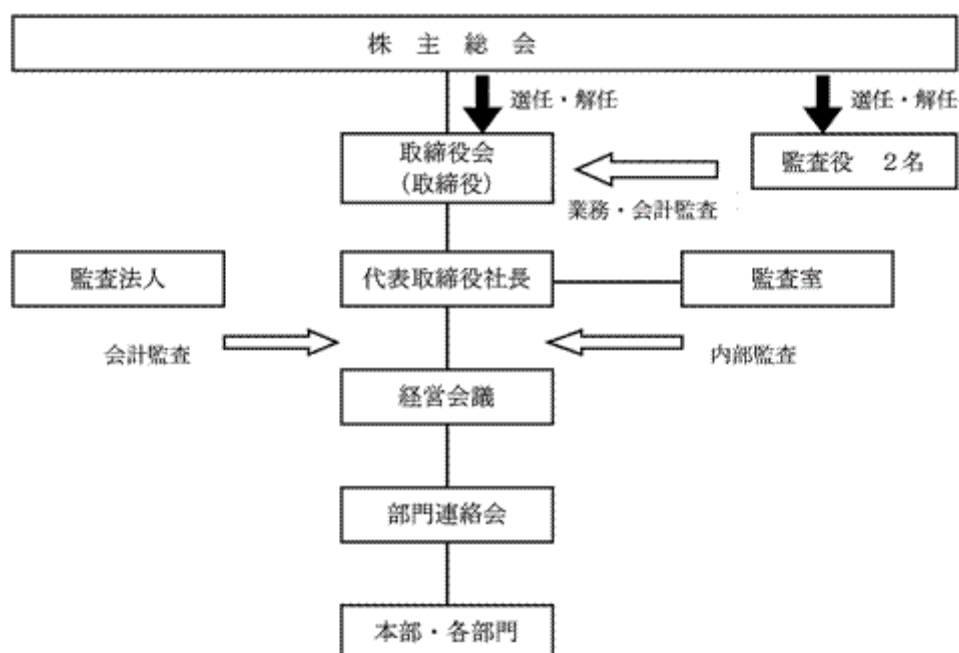 株 主 総 会
選任・解任
選任・解任
取締役会
(取締役)
監査役 2名
業務・会計監査
監査法人
代表取締役社長
監査室
会計監査
内部監査
経営会議
部門連絡会
本部・各部門